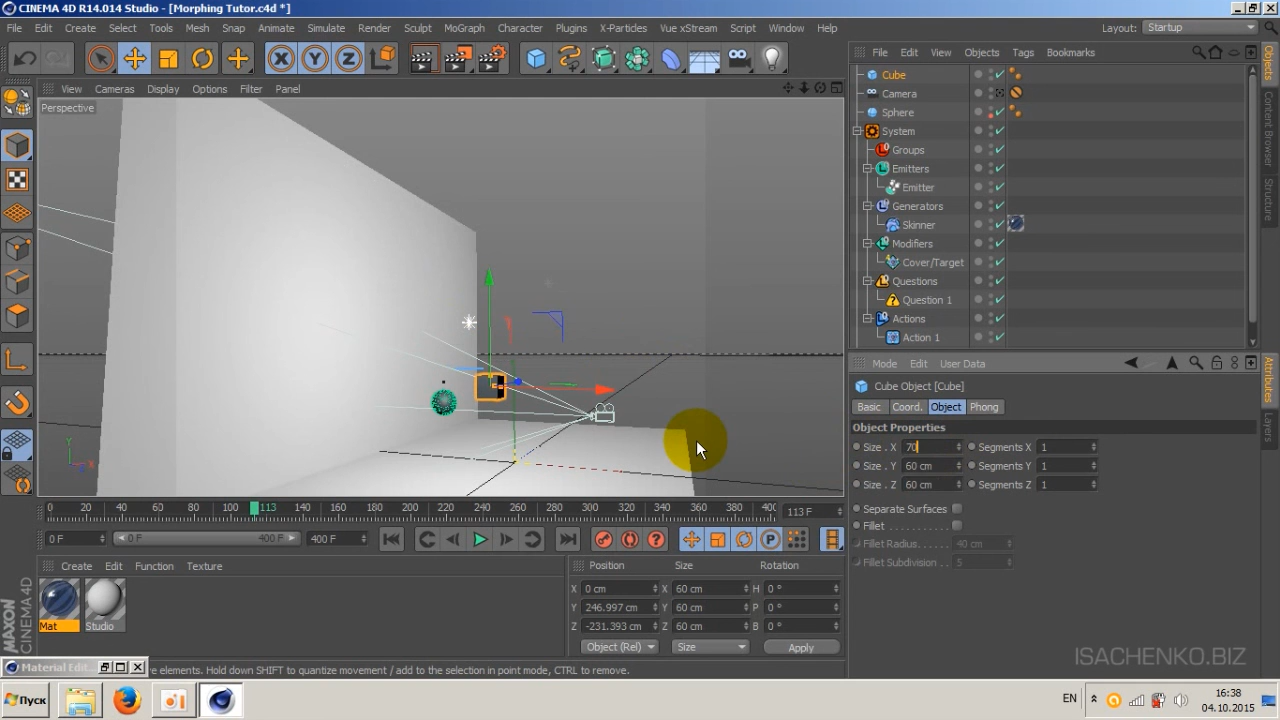 CINEMA 4D R14.014 Studio - [Morphing Tutor.c4d *]
File Edit Create Select Tools Mesh Snap Animate Simulate Render Sculpt MoGraph Character Plugins X-Particles Vue xStream Script Window Help Layout: Startup
File Edit View Objects Tags Bookmarks
View Cameras Display Options Filter Panel
Perspective
Cube
Camera
Sphere
System
Groups
Emitters
Emitter
Generators
Skinner
Modifiers
Cover/Target
Questions
Question 1
Actions
Action 1
Objects
Content Browser
Structure
Mode Edit User Data
Cube Object [Cube]
Basic Coord. Object Phong
Object Properties
Size . X 70 Segments X 1
Size . Y 60 cm Segments Y 1
Size . Z 60 cm Segments Z 1
Separate Surfaces
Fillet
Fillet Radius 40 cm
Fillet Subdivision 5
Attributes
Layers
Y
X
0 20 40 60 80 100 113 140 160 180 200 220 240 260 280 300 320 340 360 380 400 113 F
0 F 0 F 400 F 400 F
Create Edit Function Texture
Mat Studio
Position Size Rotation
X 0 cm X 60 cm H 0 °
Y 246.997 cm Y 60 cm P 0 °
Z -231.393 cm Z 60 cm B 0 °
Object (Rel) Size Apply
MAXON CINEMA 4D
Material Edit...
e elements. Hold down SHIFT to quantize movement / add to the selection in point mode, CTRL to remove.
ISACHENKO.BIZ
Пуск
EN
16:38
04.10.2015